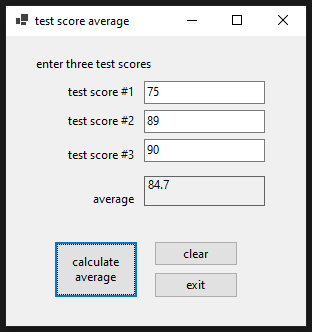 test score average
enter three test scores
test score #1 75
test score #2 89
test score #3 90
average 84.7
calculate
average
clear
exit